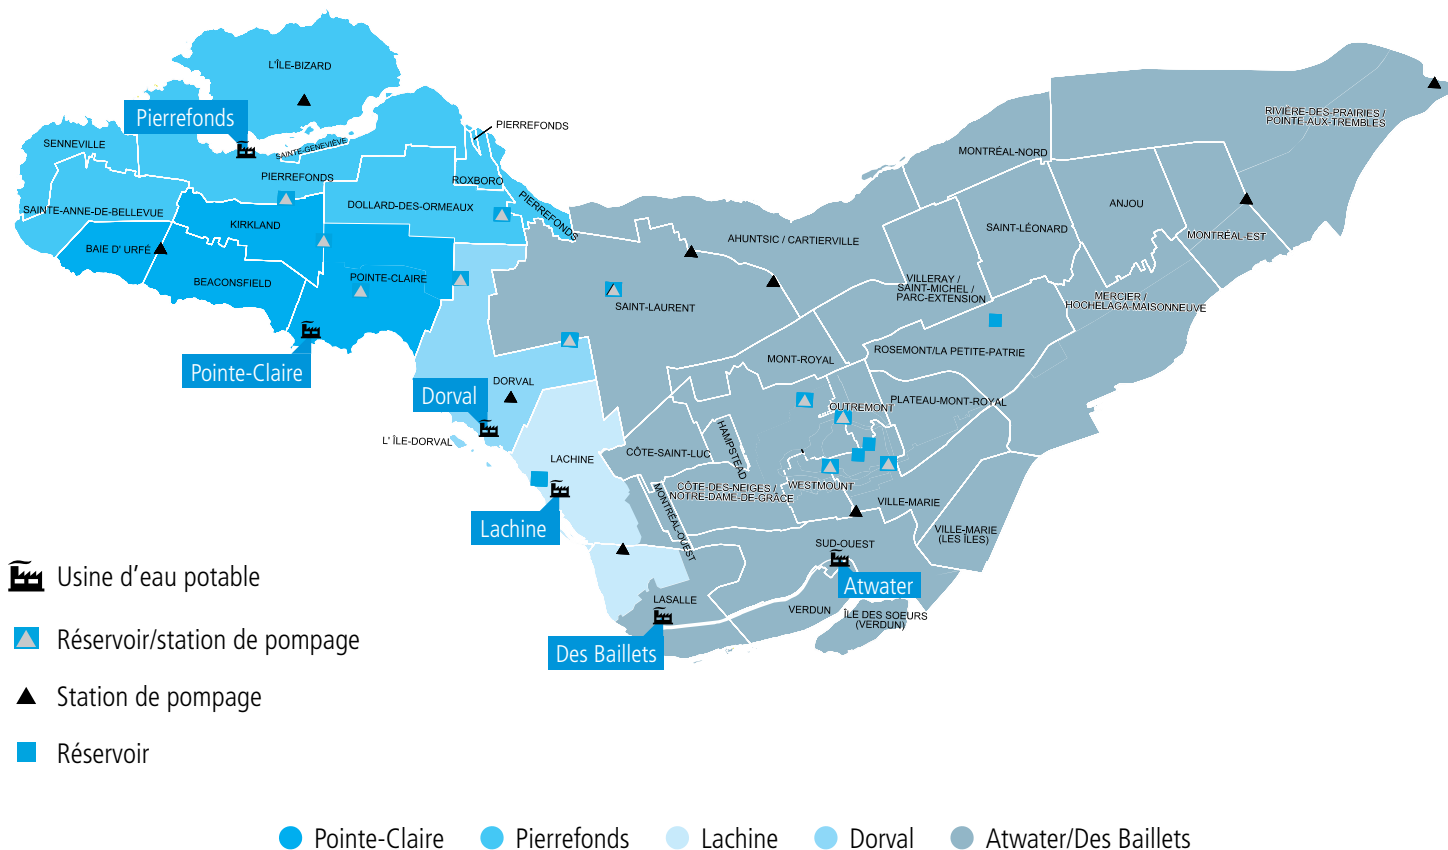 L'ÎLE-BIZARD
Pierrefonds
PIERREFONDS
SENNEVILLE
SAINTE-GENEVIÈVE
PIERREFONDS
ROXBORO
SAINTE-ANNE-DE-BELLEVUE
DOLLARD-DES-ORMEAUX
PIERREFONDS
KIRKLAND
BAIE D' URFÉ
BEACONSFIELD
POINTE-CLAIRE
Pointe-Claire
RIVIÈRE-DES-PRAIRIES /
POINTE-AUX-TREMBLES
MONTRÉAL-NORD
ANJOU
SAINT-LÉONARD
MONTRÉAL-EST
AHUNTSIC / CARTIERVILLE
VILLERAY /
SAINT-MICHEL /
PARC-EXTENSION
MERCIER /
HOCHELAGA-MAISONNEUVE
SAINT-LAURENT
ROSEMONT/LA PETITE-PATRIE
MONT-ROYAL
DORVAL
Dorval
L' ÎLE-DORVAL
OUTREMONT
PLATEAU-MONT-ROYAL
HAMPSTEAD
CÔTE-SAINT-LUC
LACHINE
Lachine
CÔTE-DES-NEIGES /
NOTRE-DAME-DE-GRÂCE
WESTMOUNT
MONTRÉAL-OUEST
VILLE-MARIE
VILLE-MARIE
(LES ÎLES)
SUD-OUEST
Atwater
LASALLE
VERDUN
ÎLE DES SOEURS
(VERDUN)
Des Baillets
Usine d'eau potable
Réservoir/station de pompage
Station de pompage
Réservoir
Pointe-Claire
Pierrefonds
Lachine
Dorval
Atwater/Des Baillets